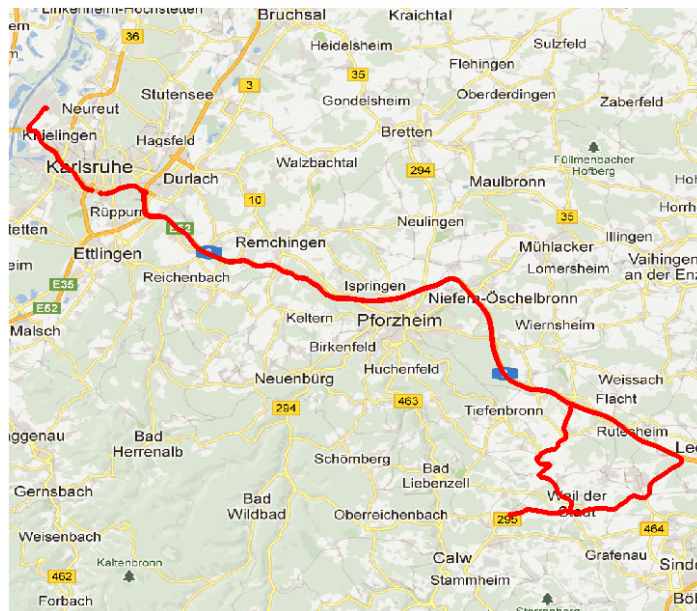 Linkenheim-Hochstetten
Bruchsal
Kraichtal
36
Heidelsheim
Sulzfeld
Flehingen
35
3
Stutensee
Oberderdingen
Gondelsheim
Zaberfeld
Neureut
Bretten
Knielingen
Hagsfeld
Füllmenbacher
Hofberg
Karlsruhe
Walzbachtal
294
Durlach
Maulbronn
10
Rüppurr
35
Neulingen
Illingen
E52
Remchingen
Mühlacker
Ettlingen
Vaihingen
an der Enz
Lomersheim
Reichenbach
E35
Ispringen
Niefern-Öschelbronn
E52
Keltern
Pforzheim
Wiernsheim
Malsch
Birkenfeld
Huchenfeld
Weissach
Neuenbürg
Flacht
463
294
Tiefenbronn
Rutesheim
Bad
Herrenalb
Schömberg
Bad
Liebenzell
Gernsbach
Bad
Wildbad
Weil der
Stadt
Oberreichenbach
295
464
Weisenbach
Grafenau
Calw
Kaltenbronn
Stammheim
462
Forbach